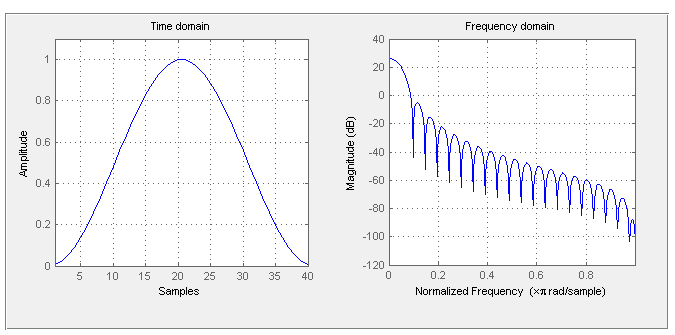 Time domain
1
0.8
0.6
0.4
0.2
0
Amplitude
5 10 15 20 25 30 35 40
Samples
Frequency domain
40
20
0
-20
-40
-60
-80
-100
-120
Magnitude (dB)
0 0.2 0.4 0.6 0.8
Normalized Frequency (×π rad/sample)